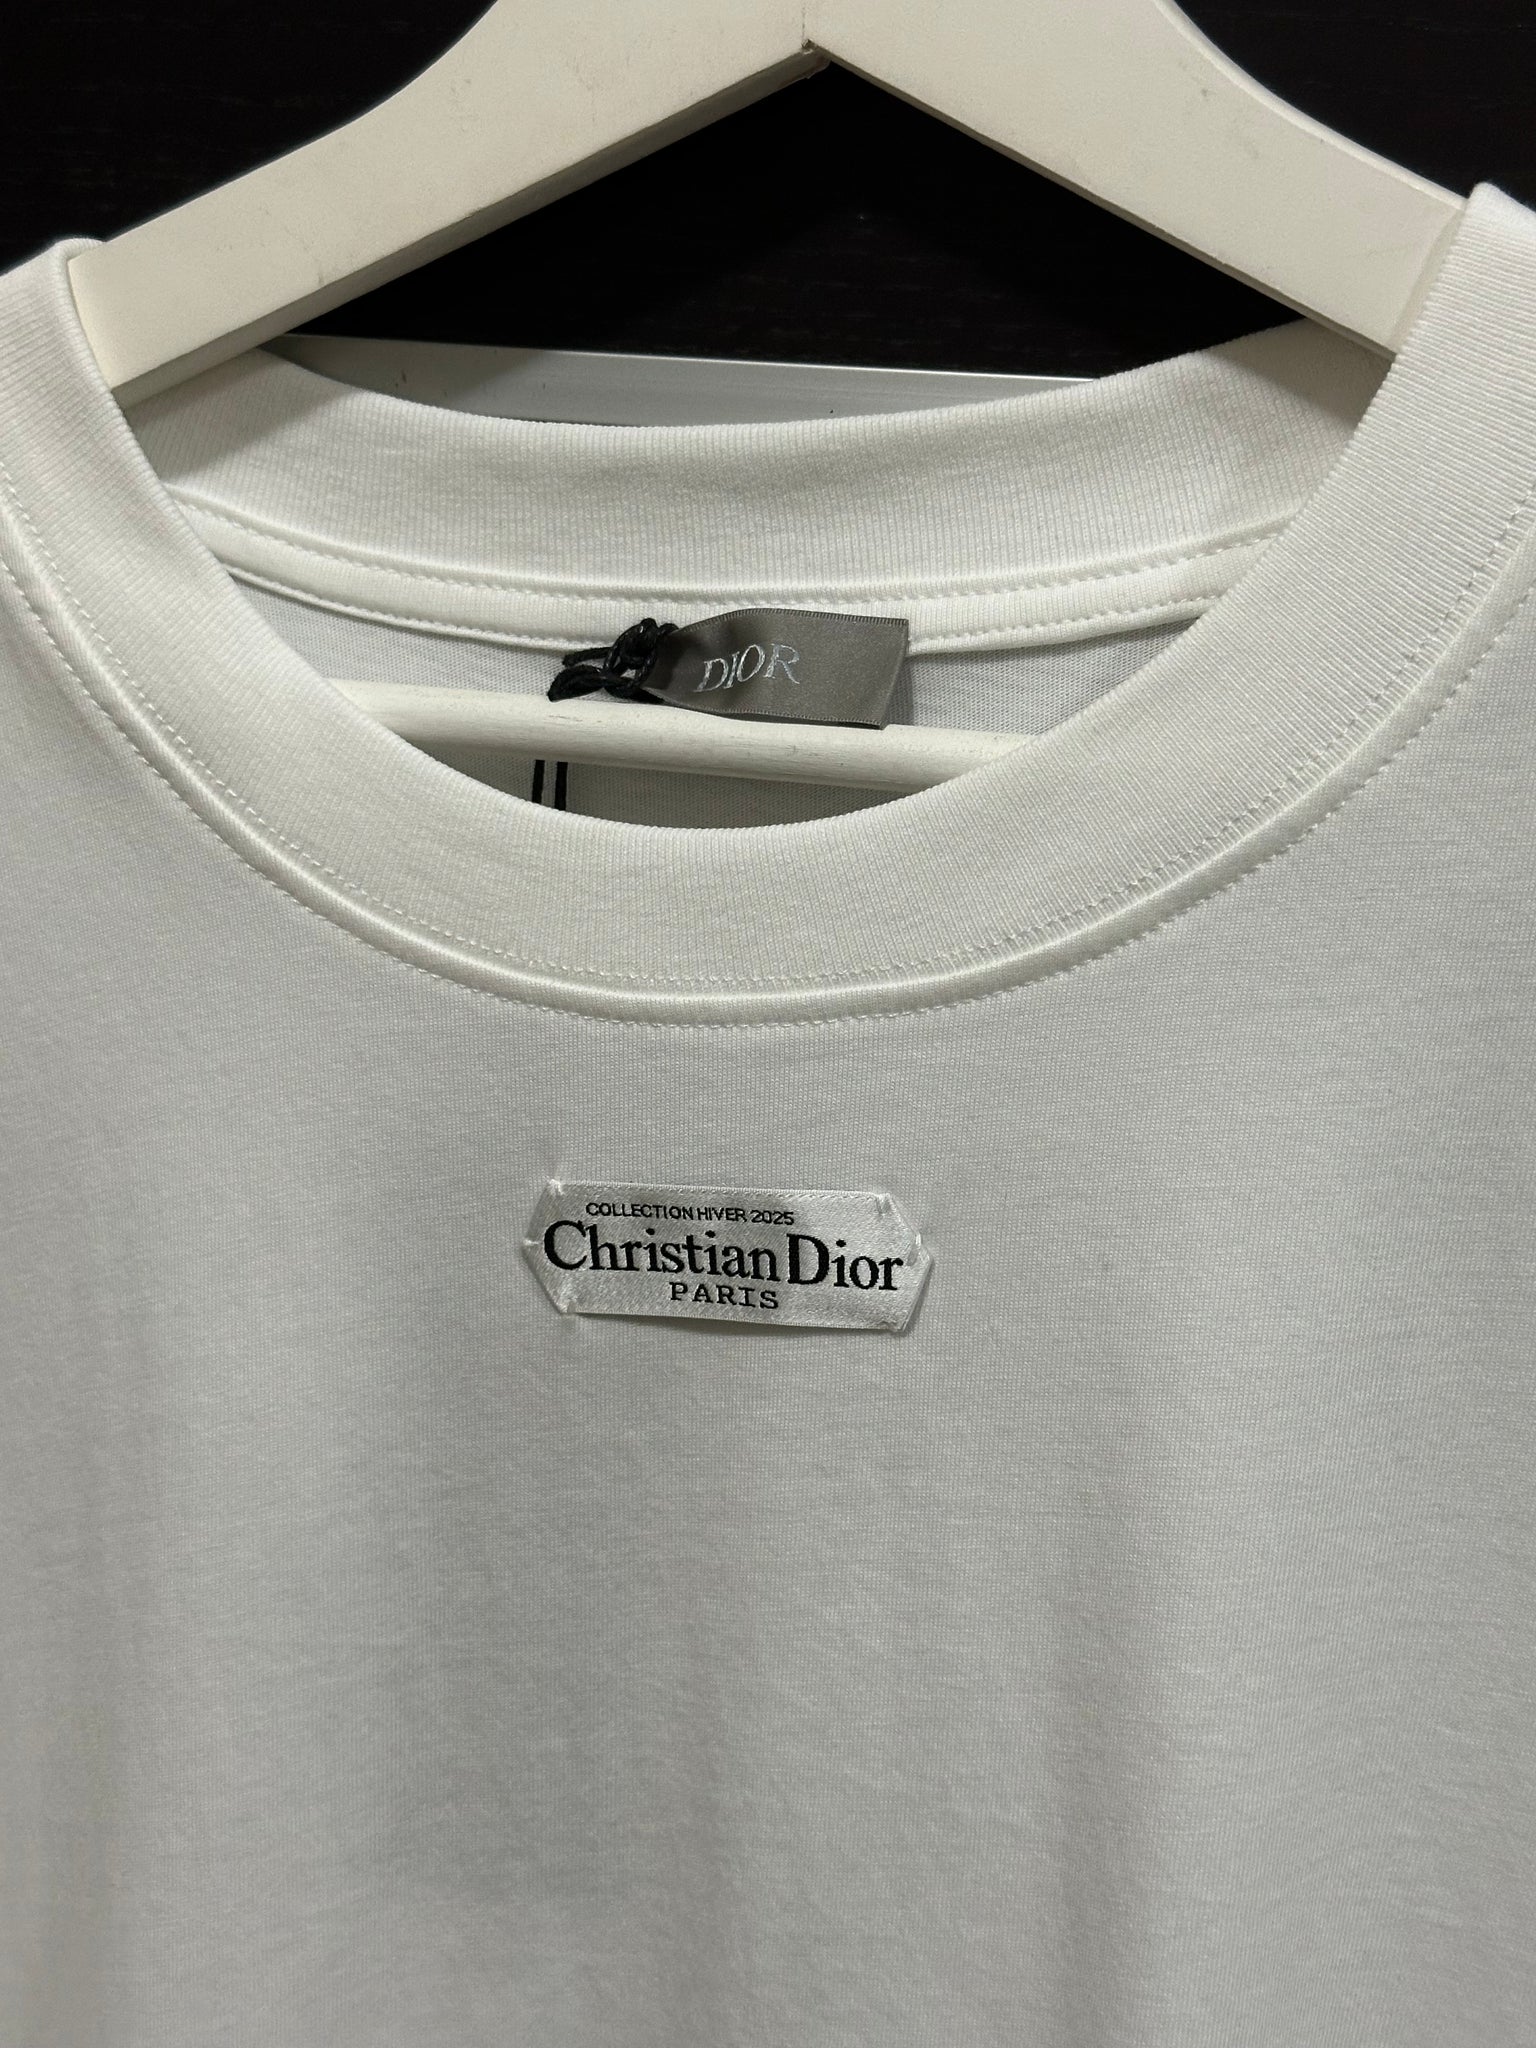 DIOR
COLLECTION HIVER 2025
Christian Dior
PARIS